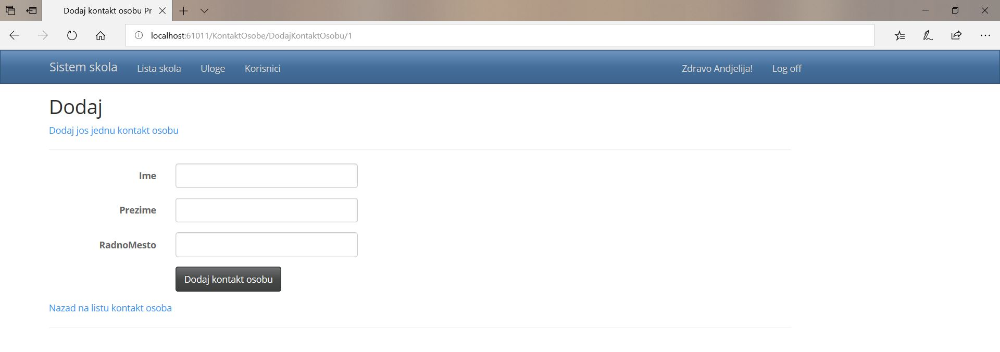 Dodaj kontakt osobu Pr
localhost:61011/KontaktOsobe/DodajKontaktOsobu/1
Sistem skola Lista skola Uloge Korisnici Zdravo Andjelija! Log off
Dodaj
Dodaj jos jednu kontakt osobu
Ime
Prezime
RadnoMesto
Dodaj kontakt osobu
Nazad na listu kontakt osoba